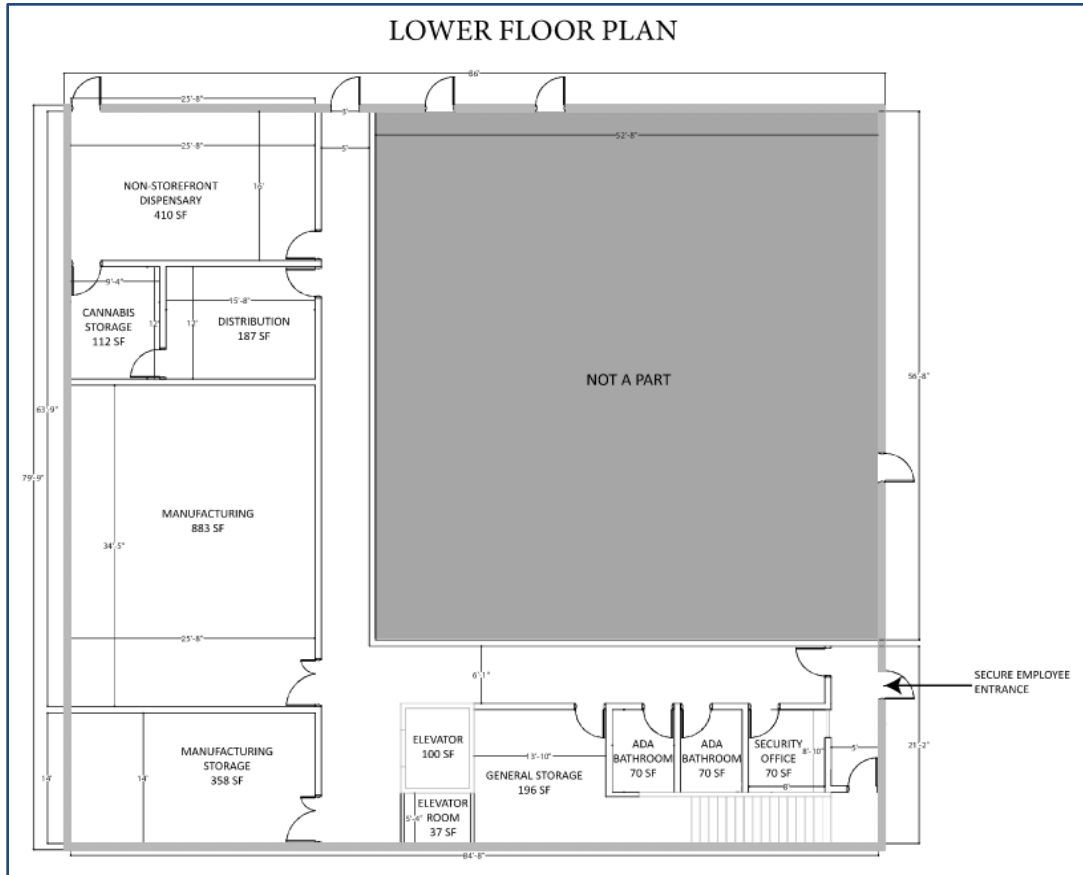 LOWER FLOOR PLAN
25'-8"
5'
25'-8"
5'
52'-8"
16'
NON-STOREFRONT
DISPENSARY
410 SF
9'-4"
15'-8"
CANNABIS
STORAGE
112 SF
12'
12'
DISTRIBUTION
187 SF
NOT A PART
56'-8"
63'-9"
79'-9"
MANUFACTURING
883 SF
34'-5"
25'-8"
6'-1"
SECURE EMPLOYEE
ENTRANCE
MANUFACTURING
STORAGE
358 SF
14'
14'
ELEVATOR
100 SF
13'-10"
GENERAL STORAGE
196 SF
ADA
BATHROOM
70 SF
ADA
BATHROOM
70 SF
SECURITY
OFFICE
70 SF
8'-10"
5'
21'-2"
8'
ELEVATOR
ROOM
37 SF
5'-4"
84'-8"